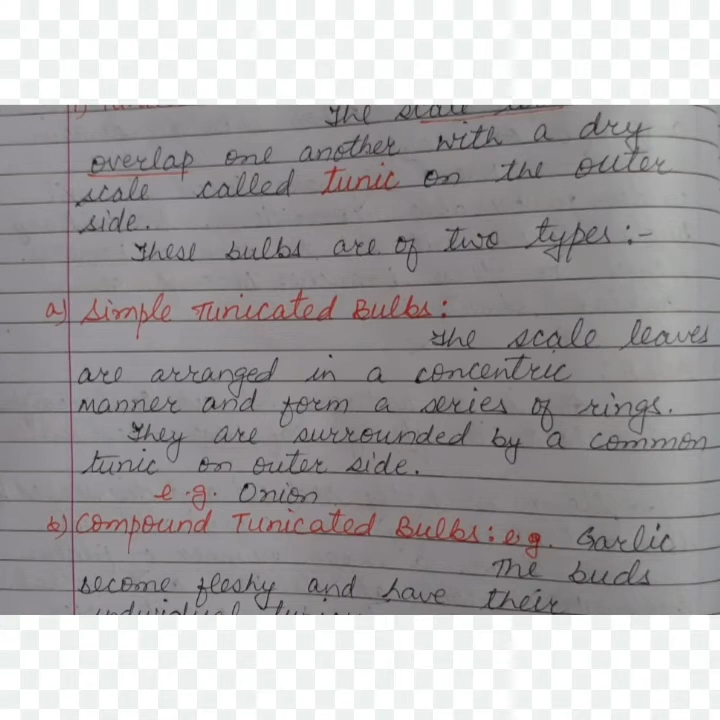 The scale
overlap one another with a dry
scale called tunic on the outer
side.
These bulbs are of two types :-
a) Simple Tunicated Bulbs :
The scale leaves
are arranged in a concentric
manner and form a series of rings.
They are surrounded by a common
tunic on outer side.
e.g. Onion
b) Compound Tunicated Bulbs : e.g. Garlic
The buds
become fleshy and have their
individual